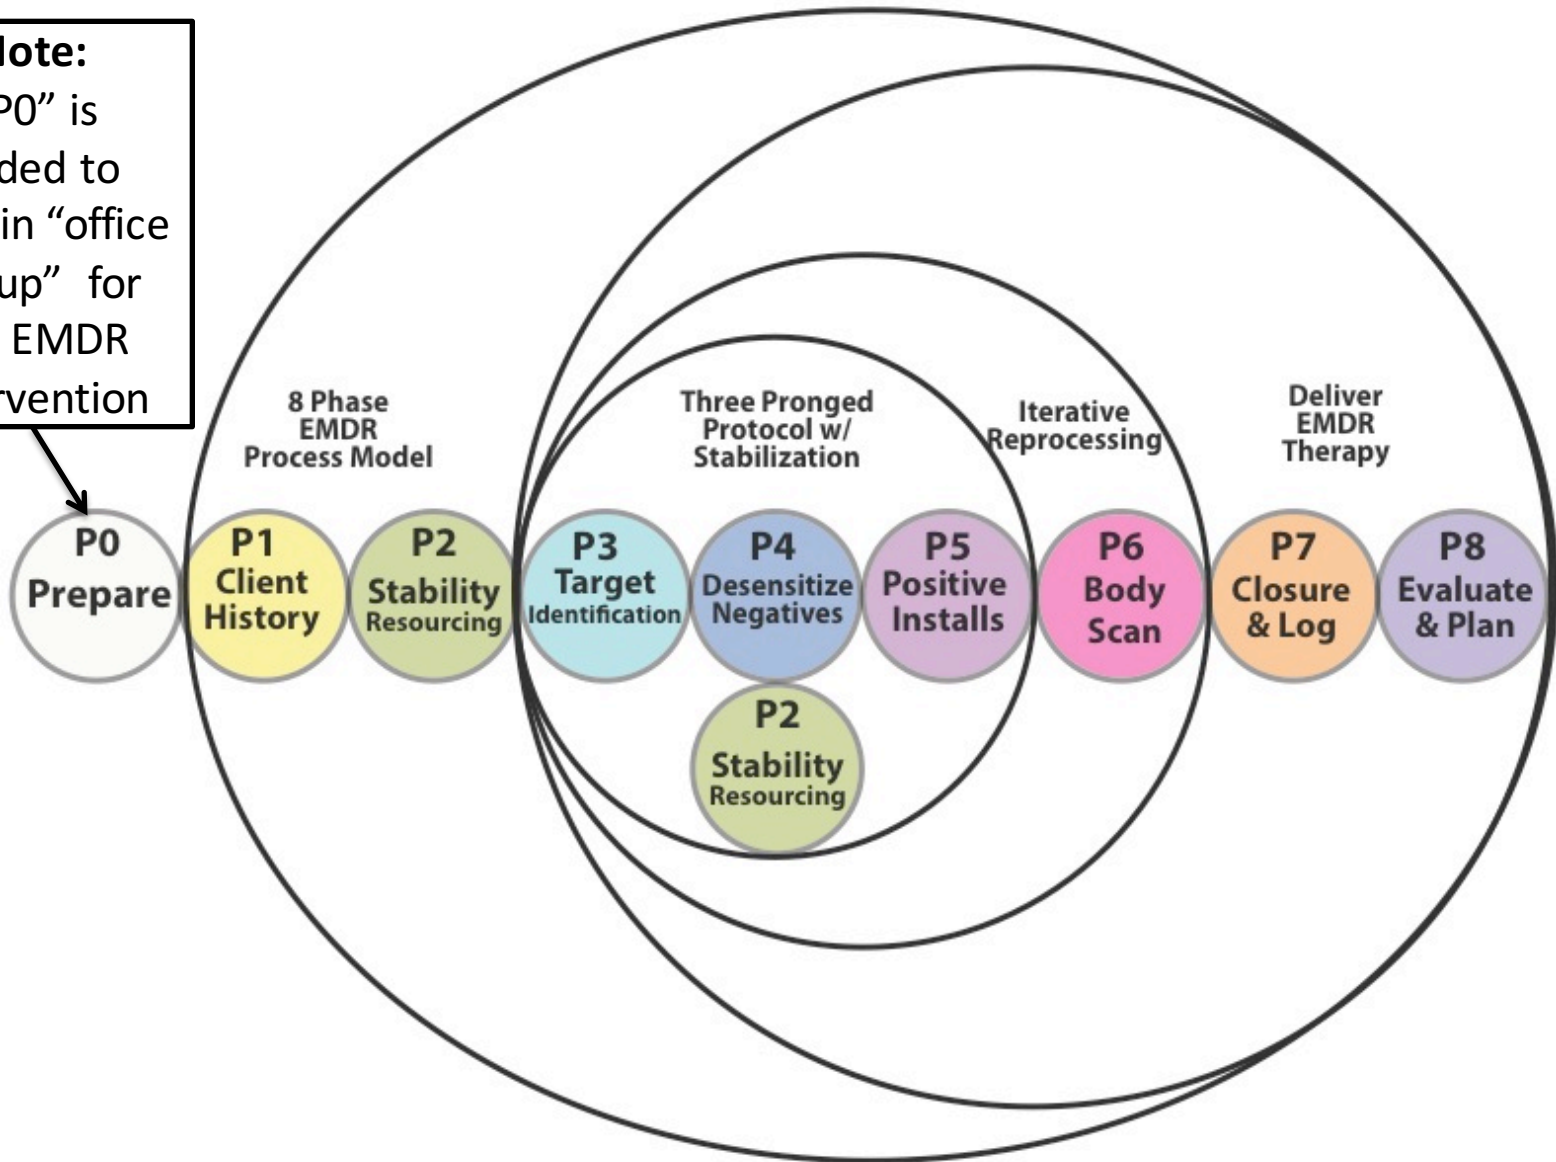 lote:
P0” is
ded to
in “office
up” for
EMDR
rvention
8 Phase
EMDR
Process Model
Three Pronged
Protocol w/
Stabilization
Iterative
Reprocessing
Deliver
EMDR
Therapy
P0
Prepare
P1
Client
History
P2
Stability
Resourcing
P3
Target
Identification
P4
Desensitize
Negatives
P5
Positive
Installs
P6
Body
Scan
P7
Closure
& Log
P8
Evaluate
& Plan
P2
Stability
Resourcing